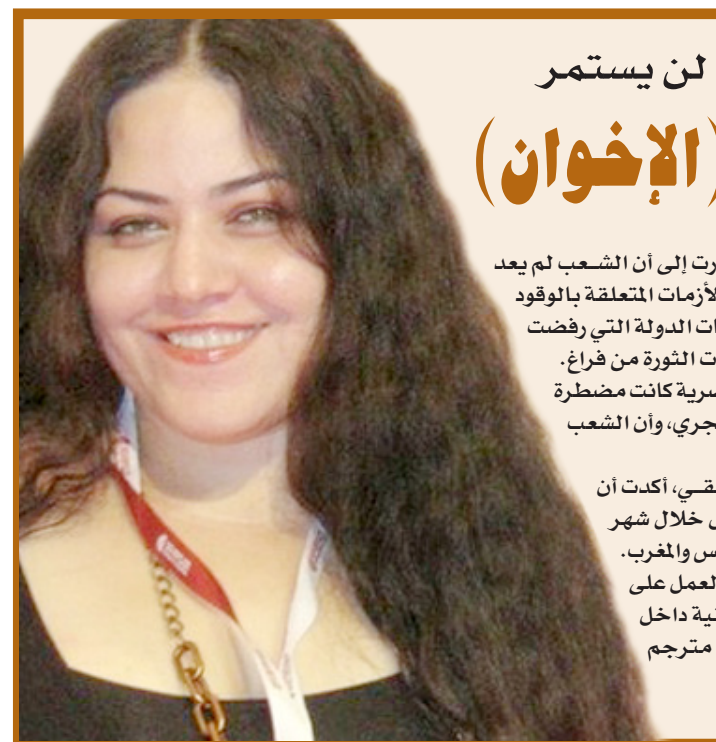 لن يستمر
(الإخوان)
رت إلى أن الشعب لم يعد
لأزمات المتعلقة بالوقود
ات الدولة التي رفضت
ت الثورة من فراغ.
سرية كانت مضطرة
جري، وأن الشعب
قي، أكدت أن
خلال شهر
س والمغرب.
لعمل على
ية داخل
مترجم